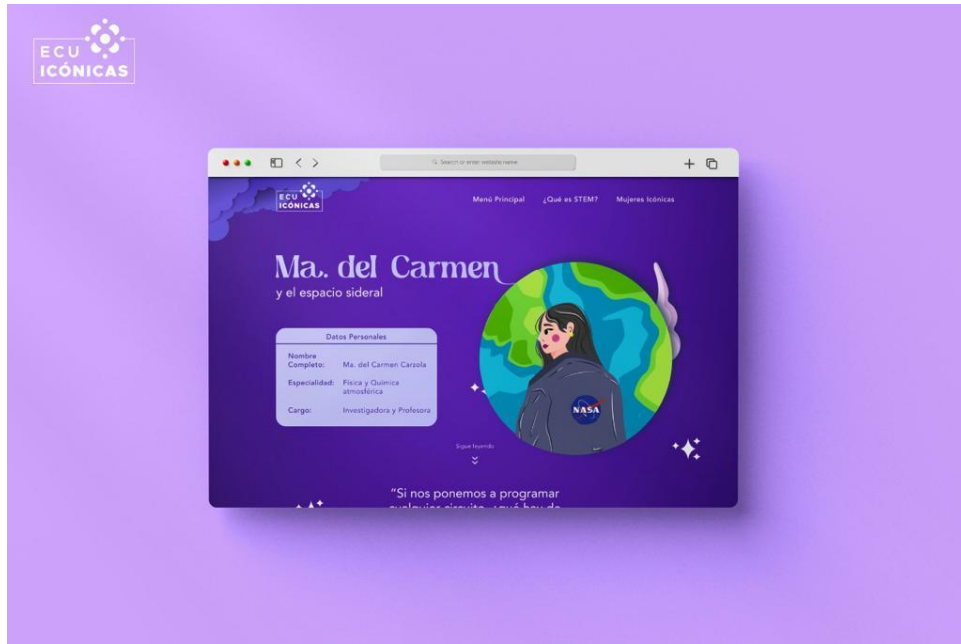 ECU
ICÓNICAS
Search or enter website name
ECU
ICÓNICAS
Menú Principal ¿Qué es STEM? Mujeres Icónicas
Ma. del Carmen
y el espacio sideral
Datos Personales
Nombre
Completo: Ma. del Carmen Carzola
Especialidad: Física y Química
atmosférica
Cargo: Investigadora y Profesora
NASA
Sigue leyendo
"Si nos ponemos a programar